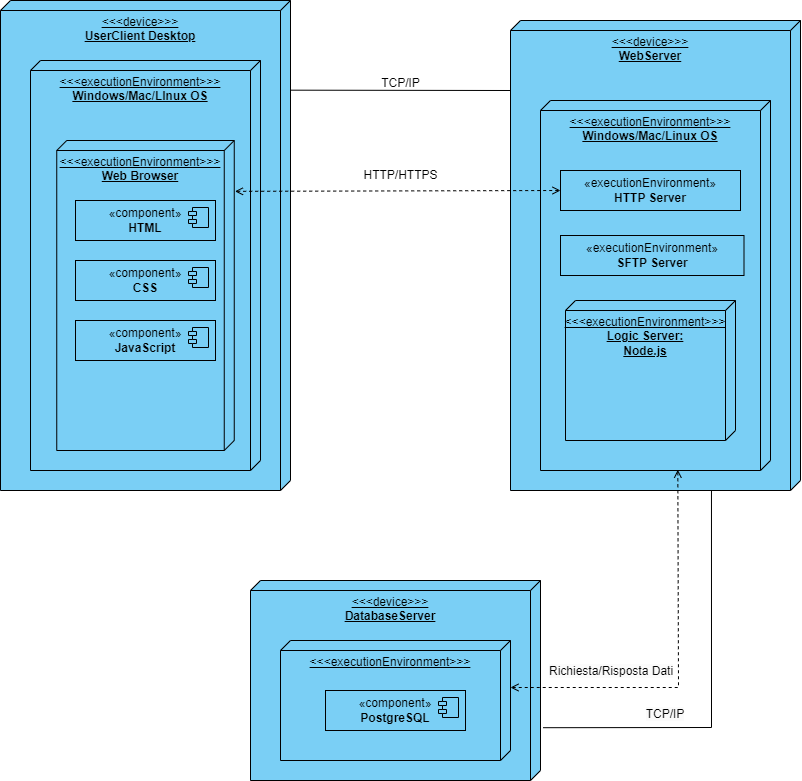 <<<device>>>
UserClient Desktop
<<<executionEnvironment>>>
Windows/Mac/LInux OS
<<<executionEnvironment>>>
Web Browser
«component»
HTML
«component»
CSS
«component»
JavaScript
TCP/IP
HTTP/HTTPS
<<<device>>>
WebServer
<<<executionEnvironment>>>
Windows/Mac/Linux OS
«executionEnvironment»
HTTP Server
«executionEnvironment»
SFTP Server
<<<executionEnvironment>>>
Logic Server:
Node.js
<<<device>>>
DatabaseServer
<<<executionEnvironment>>>
«component»
PostgreSQL
Richiesta/Risposta Dati
TCP/IP